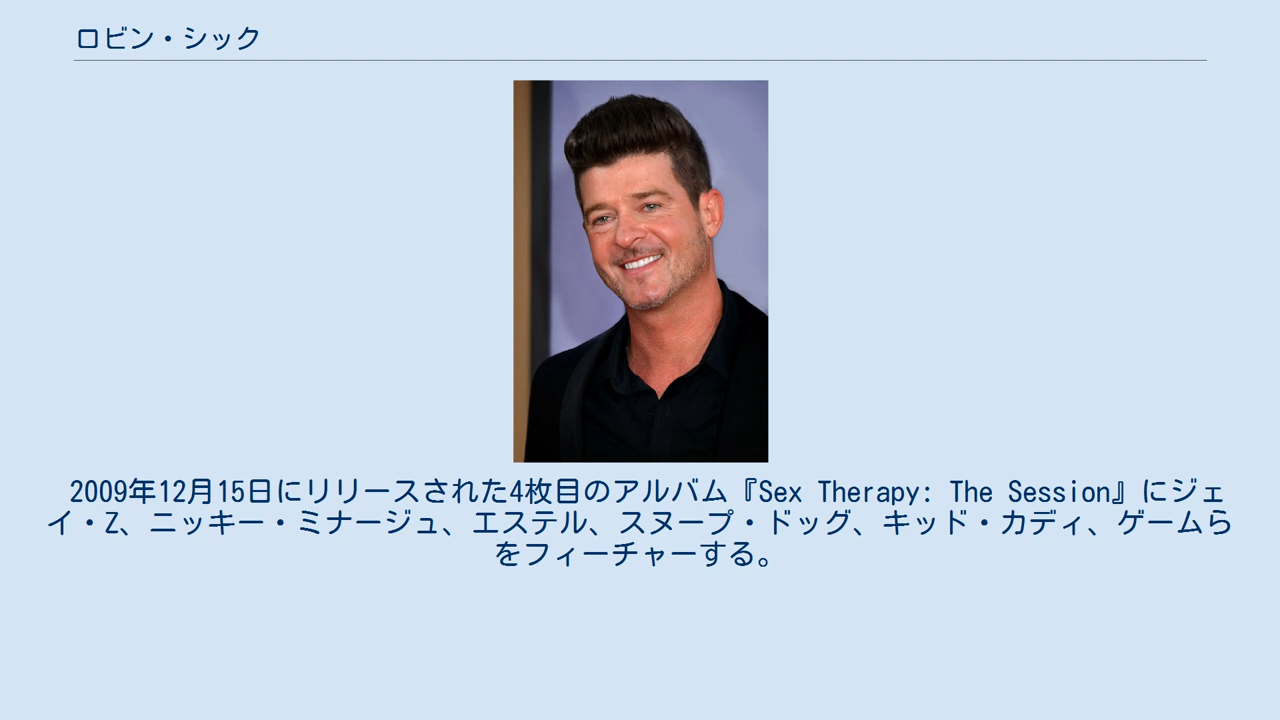 ロビン・シック
2009年12月15日にリリースされた4枚目のアルバム『Sex Therapy: The Session』にジェ
イ・Z、ニッキー・ミナージュ、エステル、スヌープ・ドッグ、キッド・カディ、ゲームら
をフィーチャーする。